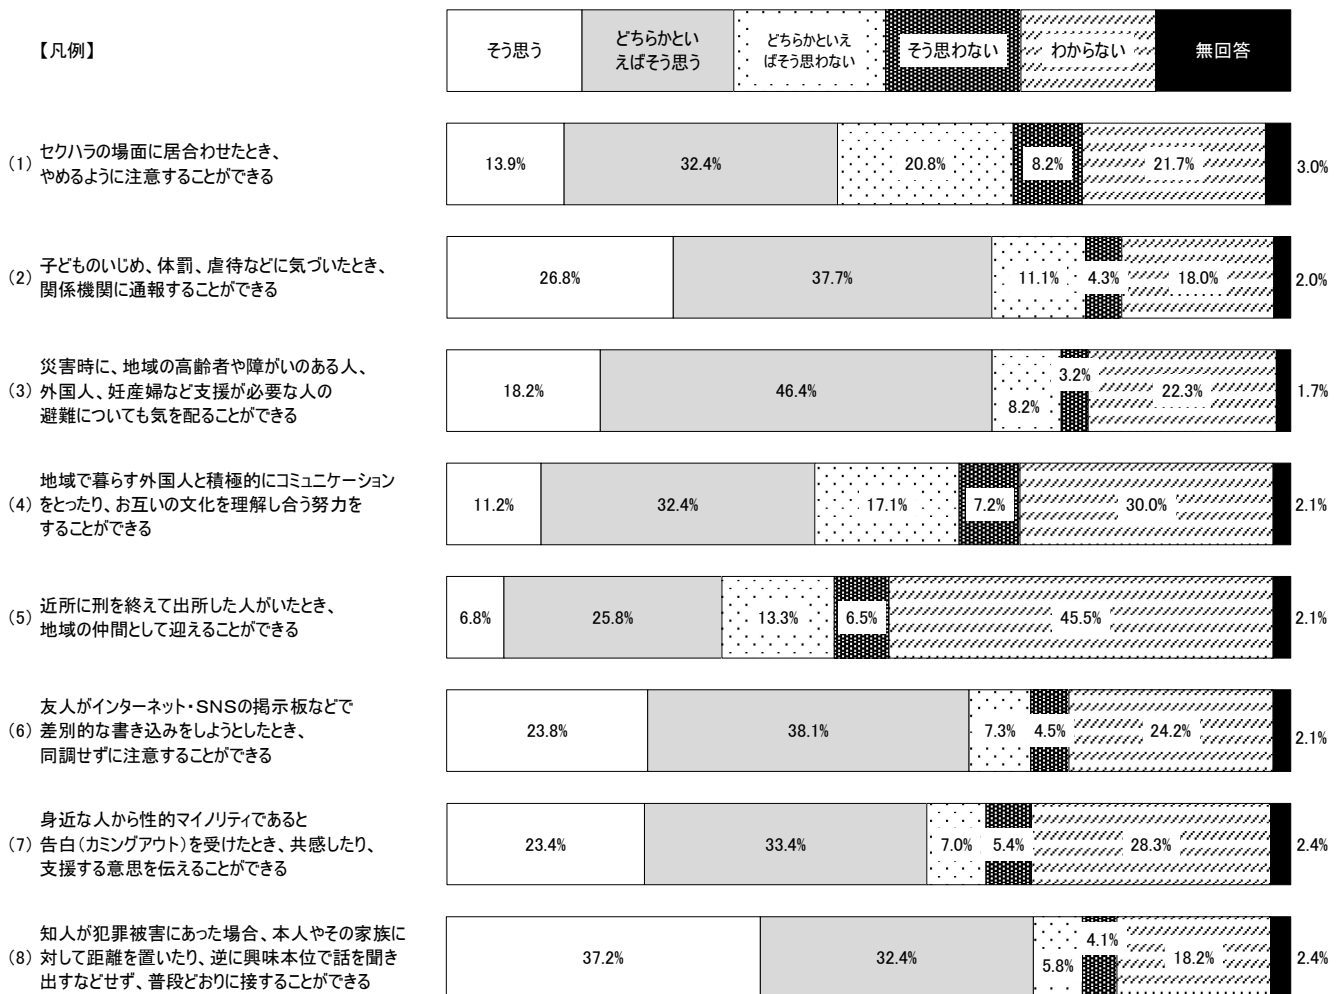 【凡例】
そう思う
どちらかとい
えばそう思う
どちらかといえ
ばそう思わない
そう思わない
わからない
無回答
(1) セクハラの場面に居合わせたとき、
やめるように注意することができる
13.9% 32.4% 20.8% 8.2% 21.7% 3.0%
(2) 子どものいじめ、体罰、虐待などに気づいたとき、
関係機関に通報することができる
26.8% 37.7% 11.1% 4.3% 18.0% 2.0%
災害時に、地域の高齢者や障がいのある人、
(3) 外国人、妊産婦など支援が必要な人の
避難についても気を配ることができる
18.2% 46.4% 8.2% 3.2% 22.3% 1.7%
地域で暮らす外国人と積極的にコミュニケーション
(4) をとったり、お互いの文化を理解し合う努力を
することができる
11.2% 32.4% 17.1% 7.2% 30.0% 2.1%
(5) 近所に刑を終えて出所した人がいたとき、
地域の仲間として迎えることができる
6.8% 25.8% 13.3% 6.5% 45.5% 2.1%
友人がインターネット・SNSの掲示板などで
(6) 差別的な書き込みをしようとしたとき、
同調せずに注意することができる
23.8% 38.1% 7.3% 4.5% 24.2% 2.1%
身近な人から性的マイノリティであると
(7) 告白(カミングアウト)を受けたとき、共感したり、
支援する意思を伝えることができる
23.4% 33.4% 7.0% 5.4% 28.3% 2.4%
知人が犯罪被害にあった場合、本人やその家族に
(8) 対して距離を置いたり、逆に興味本位で話を聞き
出すなどせず、普段どおりに接することができる
37.2% 32.4% 5.8% 4.1% 18.2% 2.4%